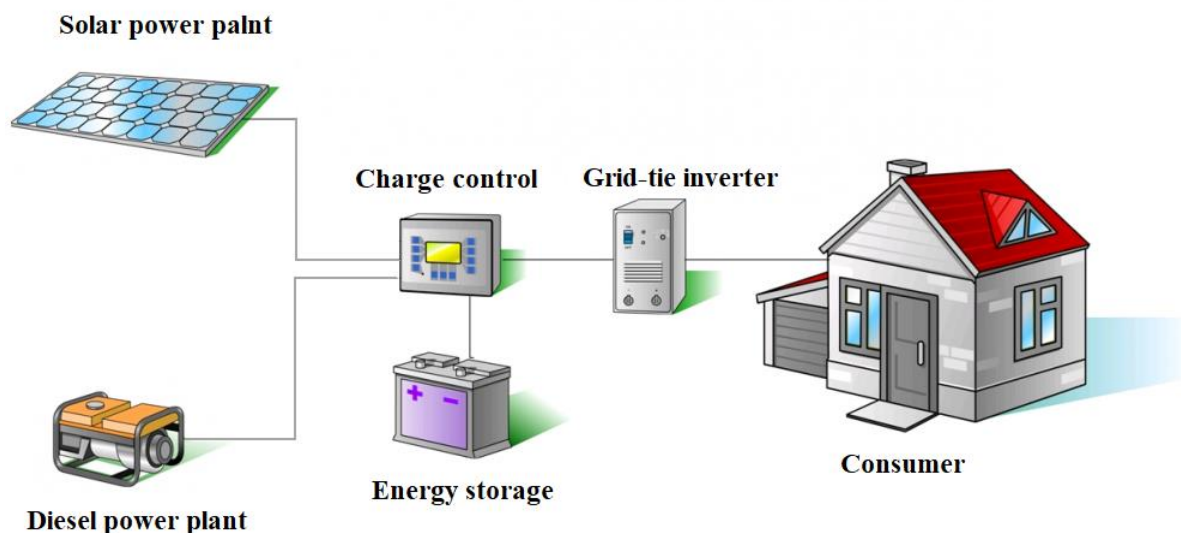 Solar power palnt
Charge control
Grid-tie inverter
Consumer
Energy storage
Diesel power plant